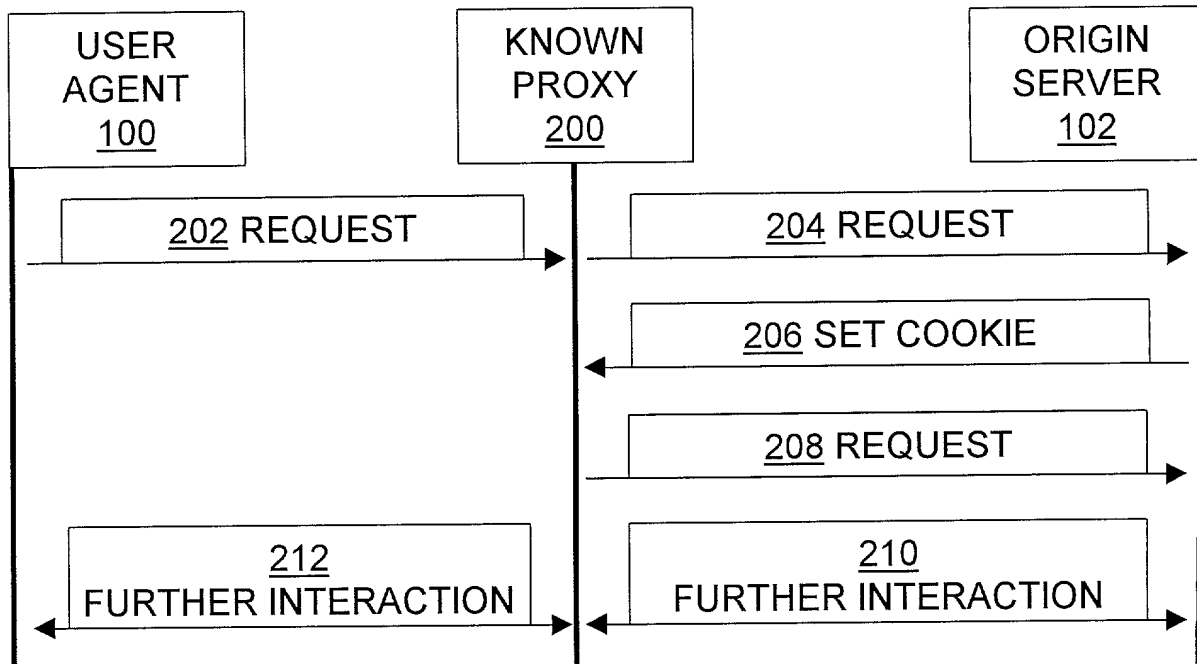 USER
AGENT
100
KNOWN
PROXY
200
ORIGIN
SERVER
102
202 REQUEST
204 REQUEST
206 SET COOKIE
208 REQUEST
212
FURTHER INTERACTION
210
FURTHER INTERACTION